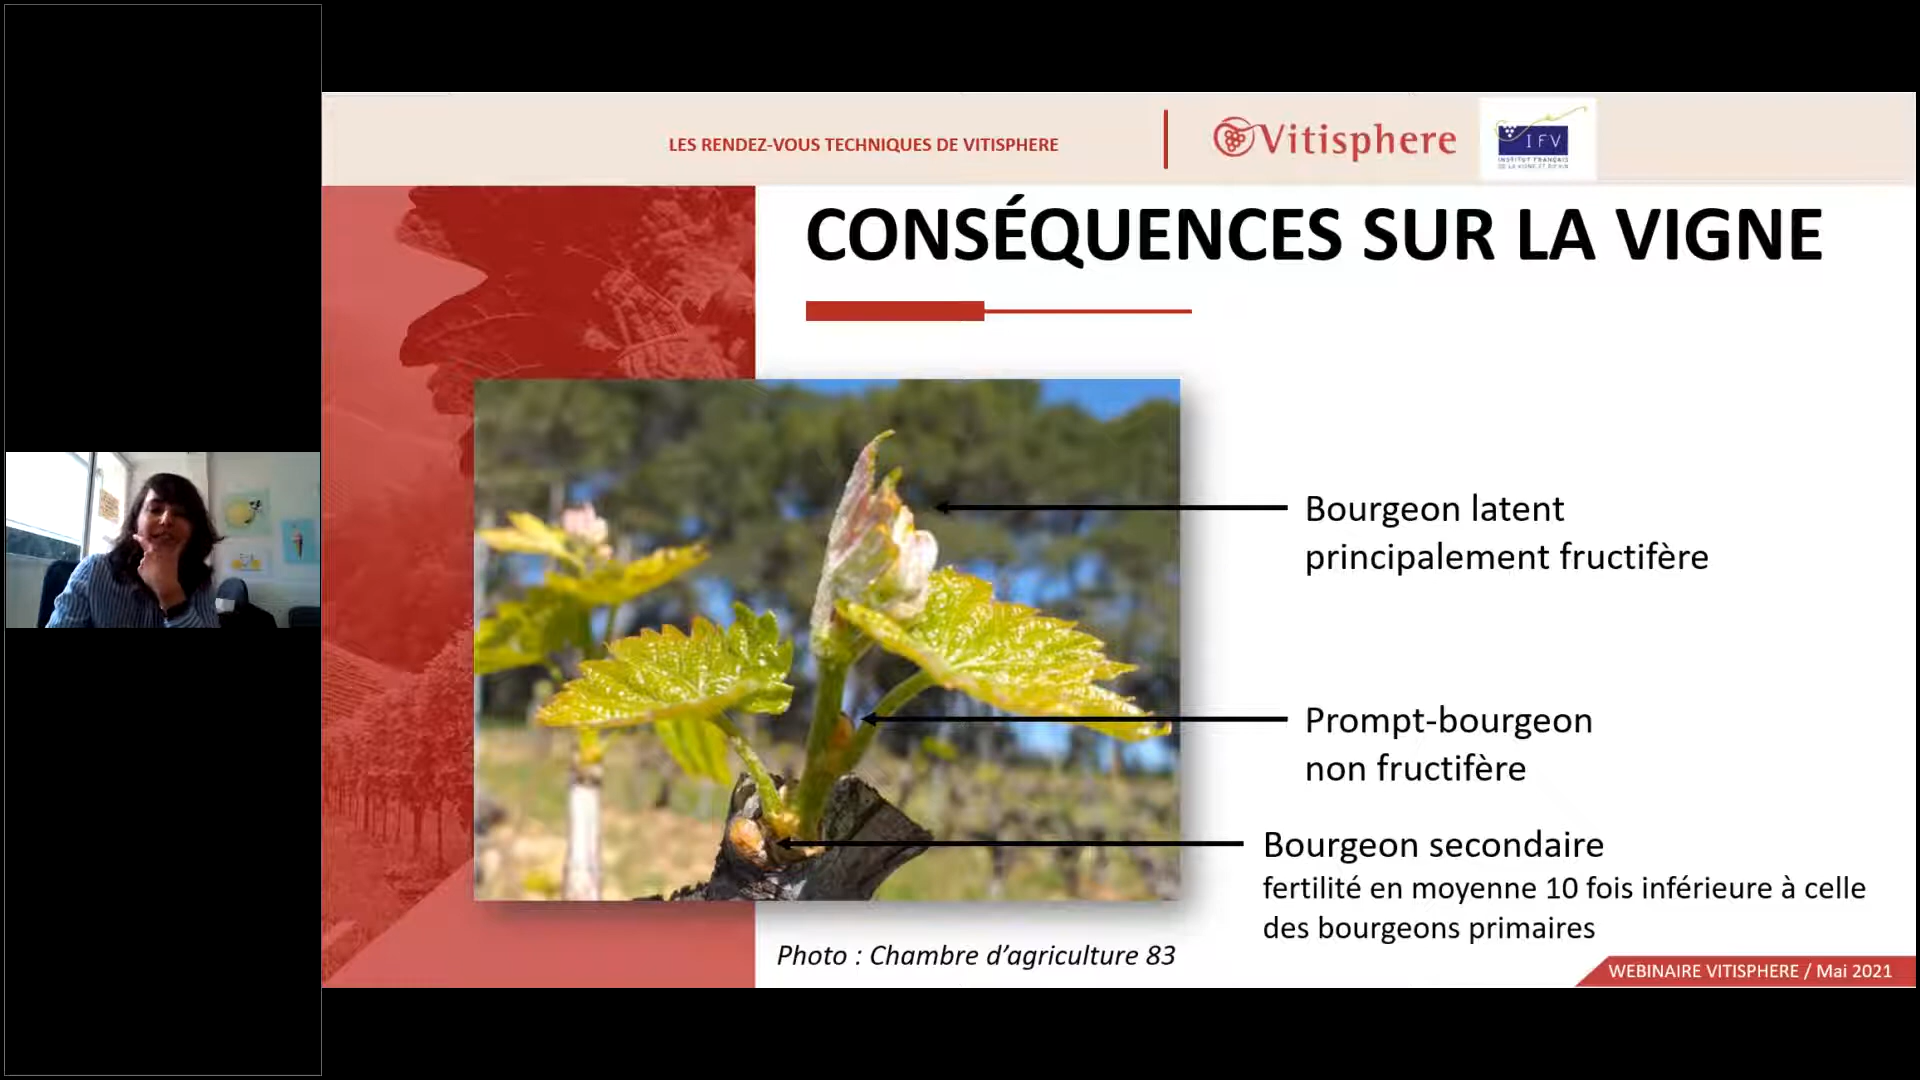 LES RENDEZ-VOUS TECHNIQUES DE VITISPHERE
Vitisphere
IFV
INSTITUT FRANÇAIS
DE LA VIGNE ET DU VIN
CONSÉQUENCES SUR LA VIGNE
Bourgeon latent
principalement fructifère
Prompt-bourgeon
non fructifère
Bourgeon secondaire
fertilité en moyenne 10 fois inférieure à celle
des bourgeons primaires
Photo : Chambre d’agriculture 83
WEBINAIRE VITISPHERE / Mai 2021